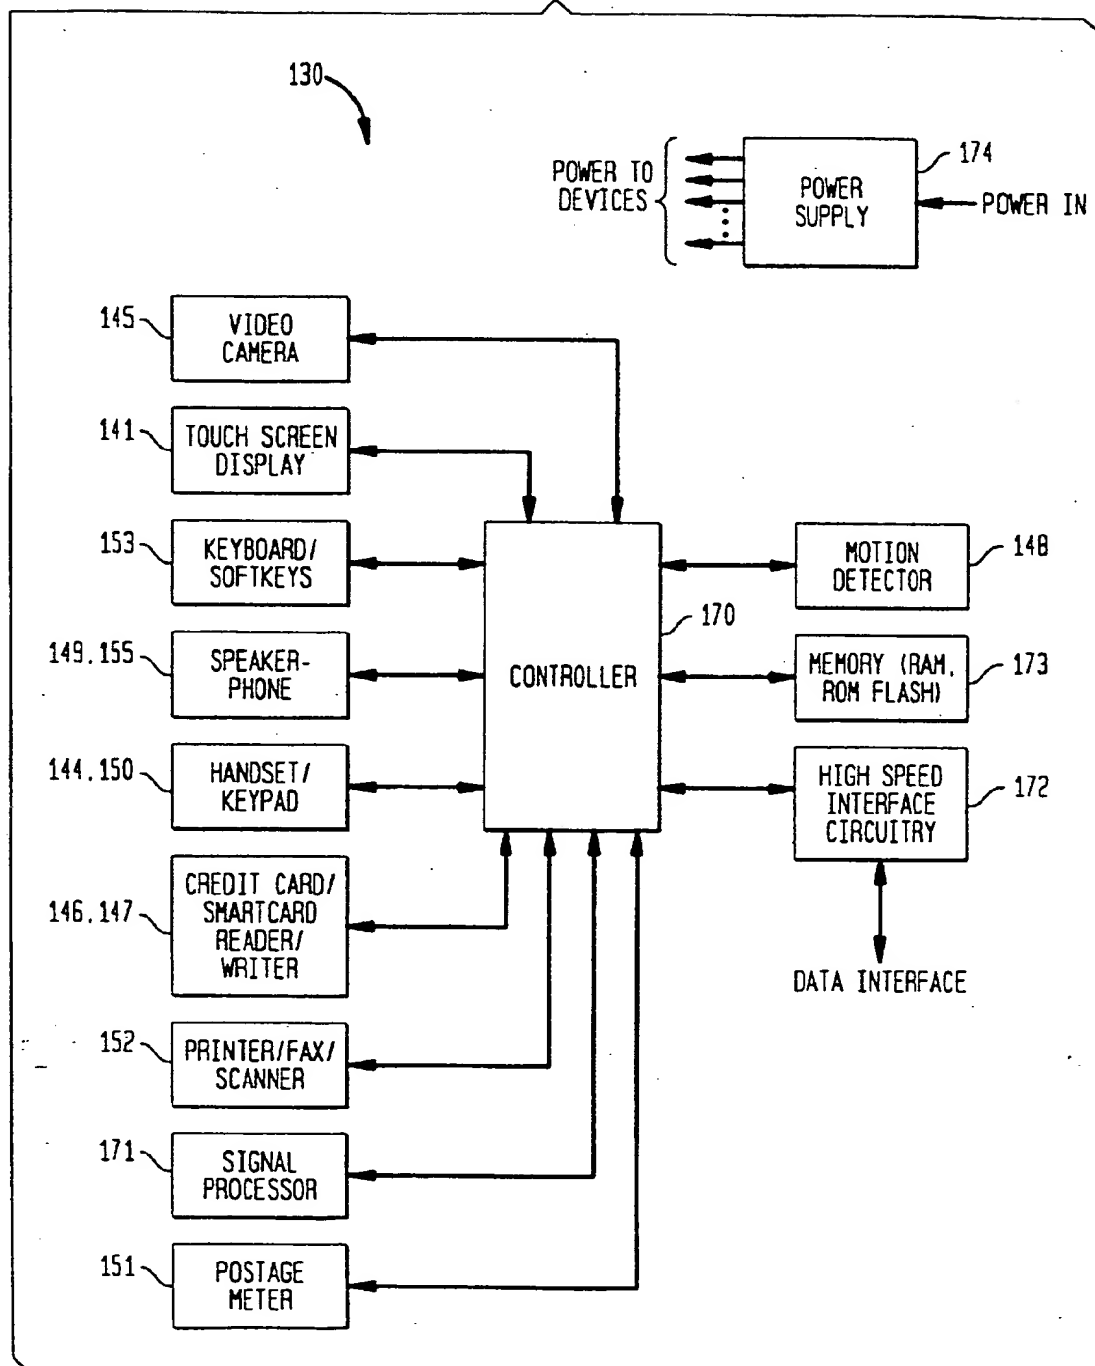 130
POWER TO
DEVICES
POWER
SUPPLY
174
POWER IN
145
VIDEO
CAMERA
141
TOUCH SCREEN
DISPLAY
153
KEYBOARD/
SOFTKEYS
149.155
SPEAKER-
PHONE
144.150
HANDSET/
KEYPAD
146.147
CREDIT CARD/
SMARTCARD
READER/
WRITER
152
PRINTER/FAX/
SCANNER
171
SIGNAL
PROCESSOR
151
POSTAGE
METER
CONTROLLER
170
MOTION
DETECTOR
148
MEMORY (RAM,
ROM FLASH)
173
HIGH SPEED
INTERFACE
CIRCUITRY
172
DATA INTERFACE